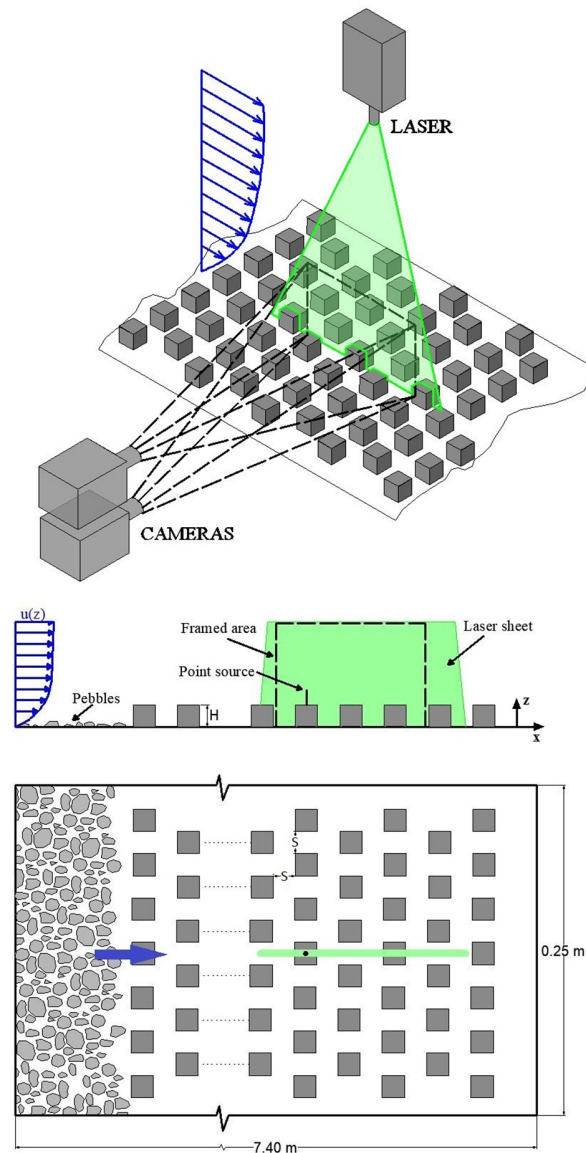 LASER
CAMERAS
u(z)
Framed area
Laser sheet
Point source
Pebbles
H
z
x
S
S
0.25 m
7.40 m